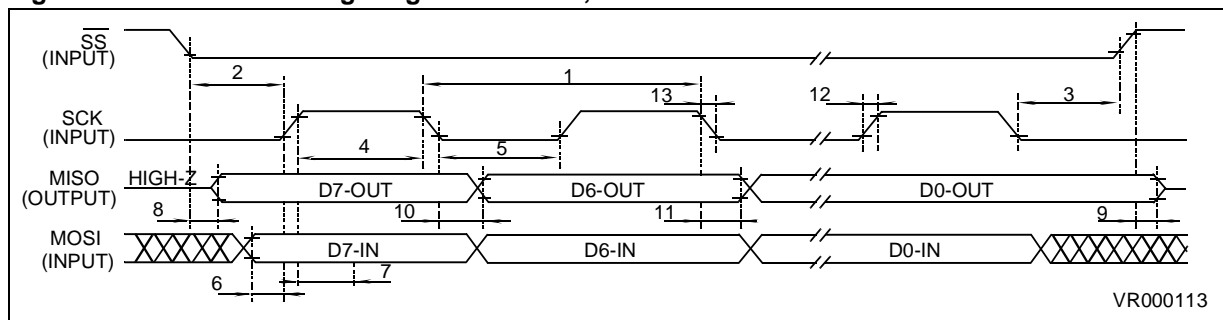 SS
(INPUT)
2
1
13
12
3
SCK
(INPUT)
4
5
MISO
(OUTPUT)
HIGH-Z
D7-OUT
D6-OUT
D0-OUT
8
10
11
9
MOSI
(INPUT)
D7-IN
D6-IN
D0-IN
6
7
VR000113